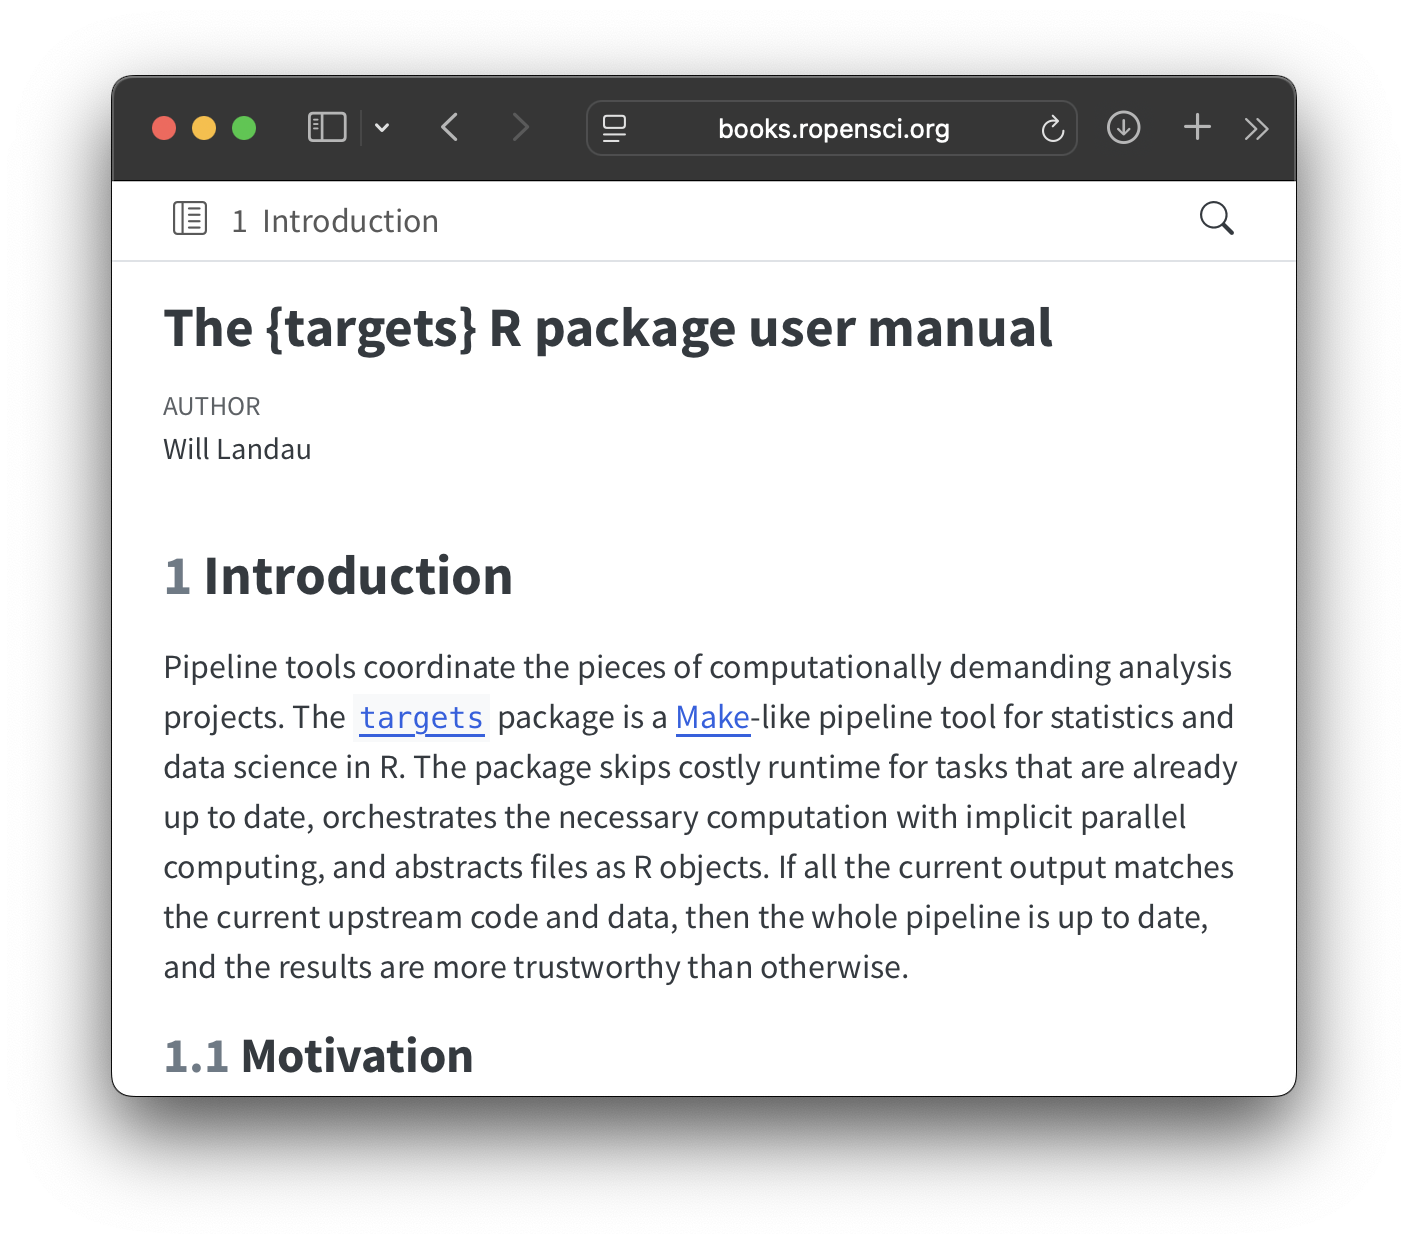 books.ropensci.org
1 Introduction
The {targets} R package user manual
AUTHOR
Will Landau
1 Introduction
Pipeline tools coordinate the pieces of computationally demanding analysis
projects. The targets package is a Make-like pipeline tool for statistics and
data science in R. The package skips costly runtime for tasks that are already
up to date, orchestrates the necessary computation with implicit parallel
computing, and abstracts files as R objects. If all the current output matches
the current upstream code and data, then the whole pipeline is up to date,
and the results are more trustworthy than otherwise.
1.1 Motivation